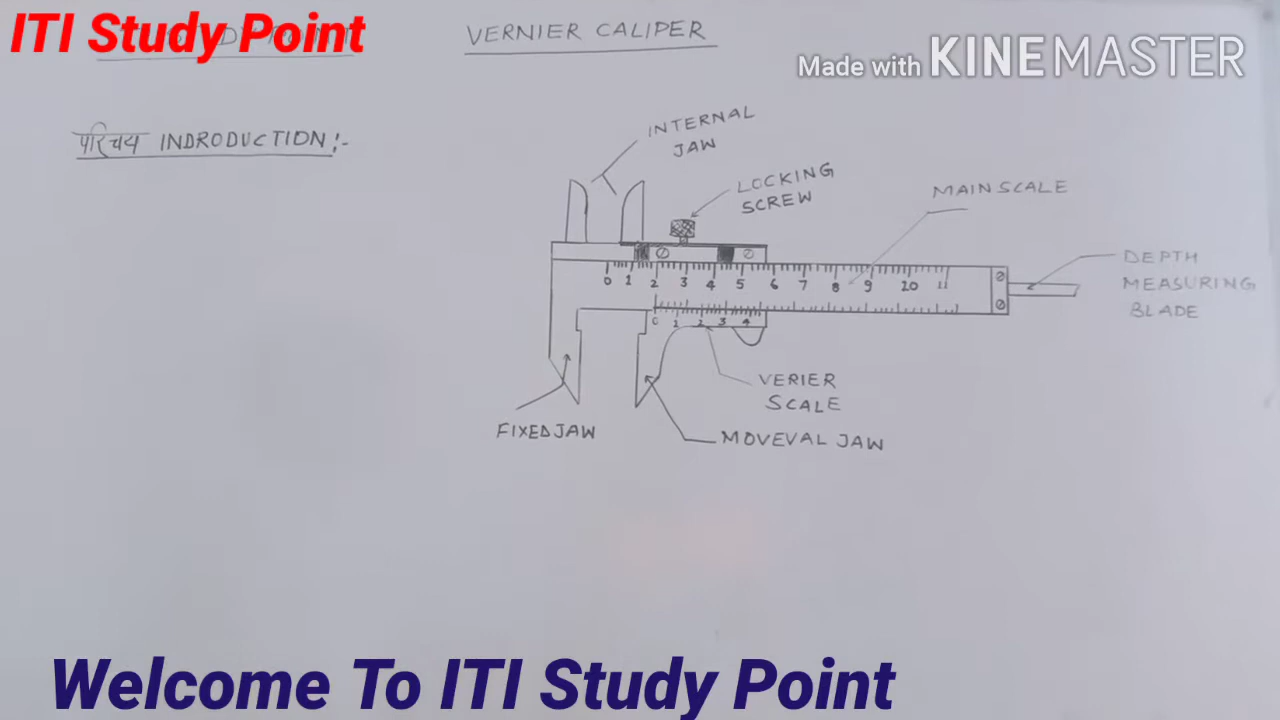 ITI Study Point
VERNIER CALIPER
Made with KINEMASTER
परिचय INDRODUCTION:-
INTERNAL
JAW
LOCKING
SCREW
MAIN SCALE
DEPTH
MEASURING
BLADE
0 1 2 3 4 5 6 7 8 9 10 11
0 1 2 3 4
VERIER
SCALE
FIXED JAW
MOVEVAL JAW
Welcome To ITI Study Point